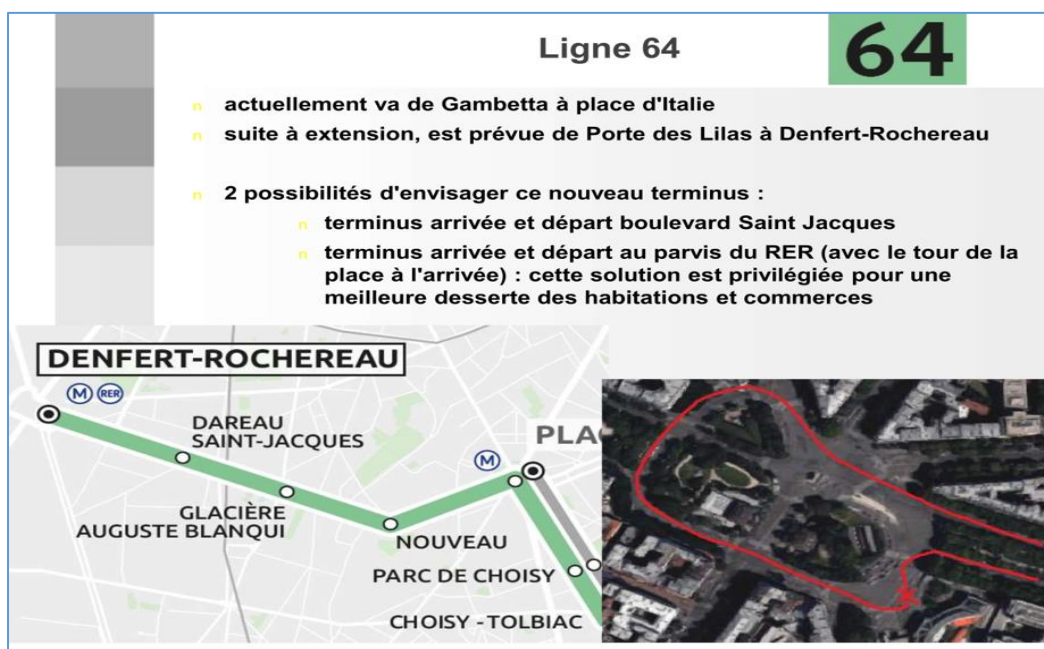 Ligne 64
64
n actuellement va de Gambetta à place d'Italie
n suite à extension, est prévue de Porte des Lilas à Denfert-Rochereau
n 2 possibilités d'envisager ce nouveau terminus :
n terminus arrivée et départ boulevard Saint Jacques
n terminus arrivée et départ au parvis du RER (avec le tour de la
place à l'arrivée) : cette solution est privilégiée pour une
meilleure desserte des habitations et commerces
DENFERT-ROCHEREAU
M RER
DAREAU
SAINT-JACQUES
PLA
M
GLACIÈRE
AUGUSTE BLANQUI
NOUVEAU
PARC DE CHOISY
CHOISY - TOLBIAC